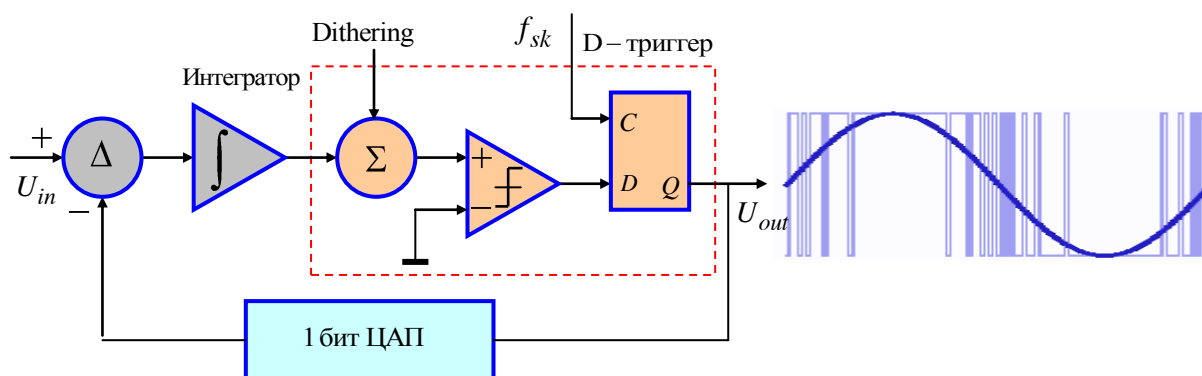 Dithering
f_sk
D – триггер
Интегратор
+
Δ
U_in
−
∫
Σ
+
−
C
D
Q
U_out
1 бит ЦАП